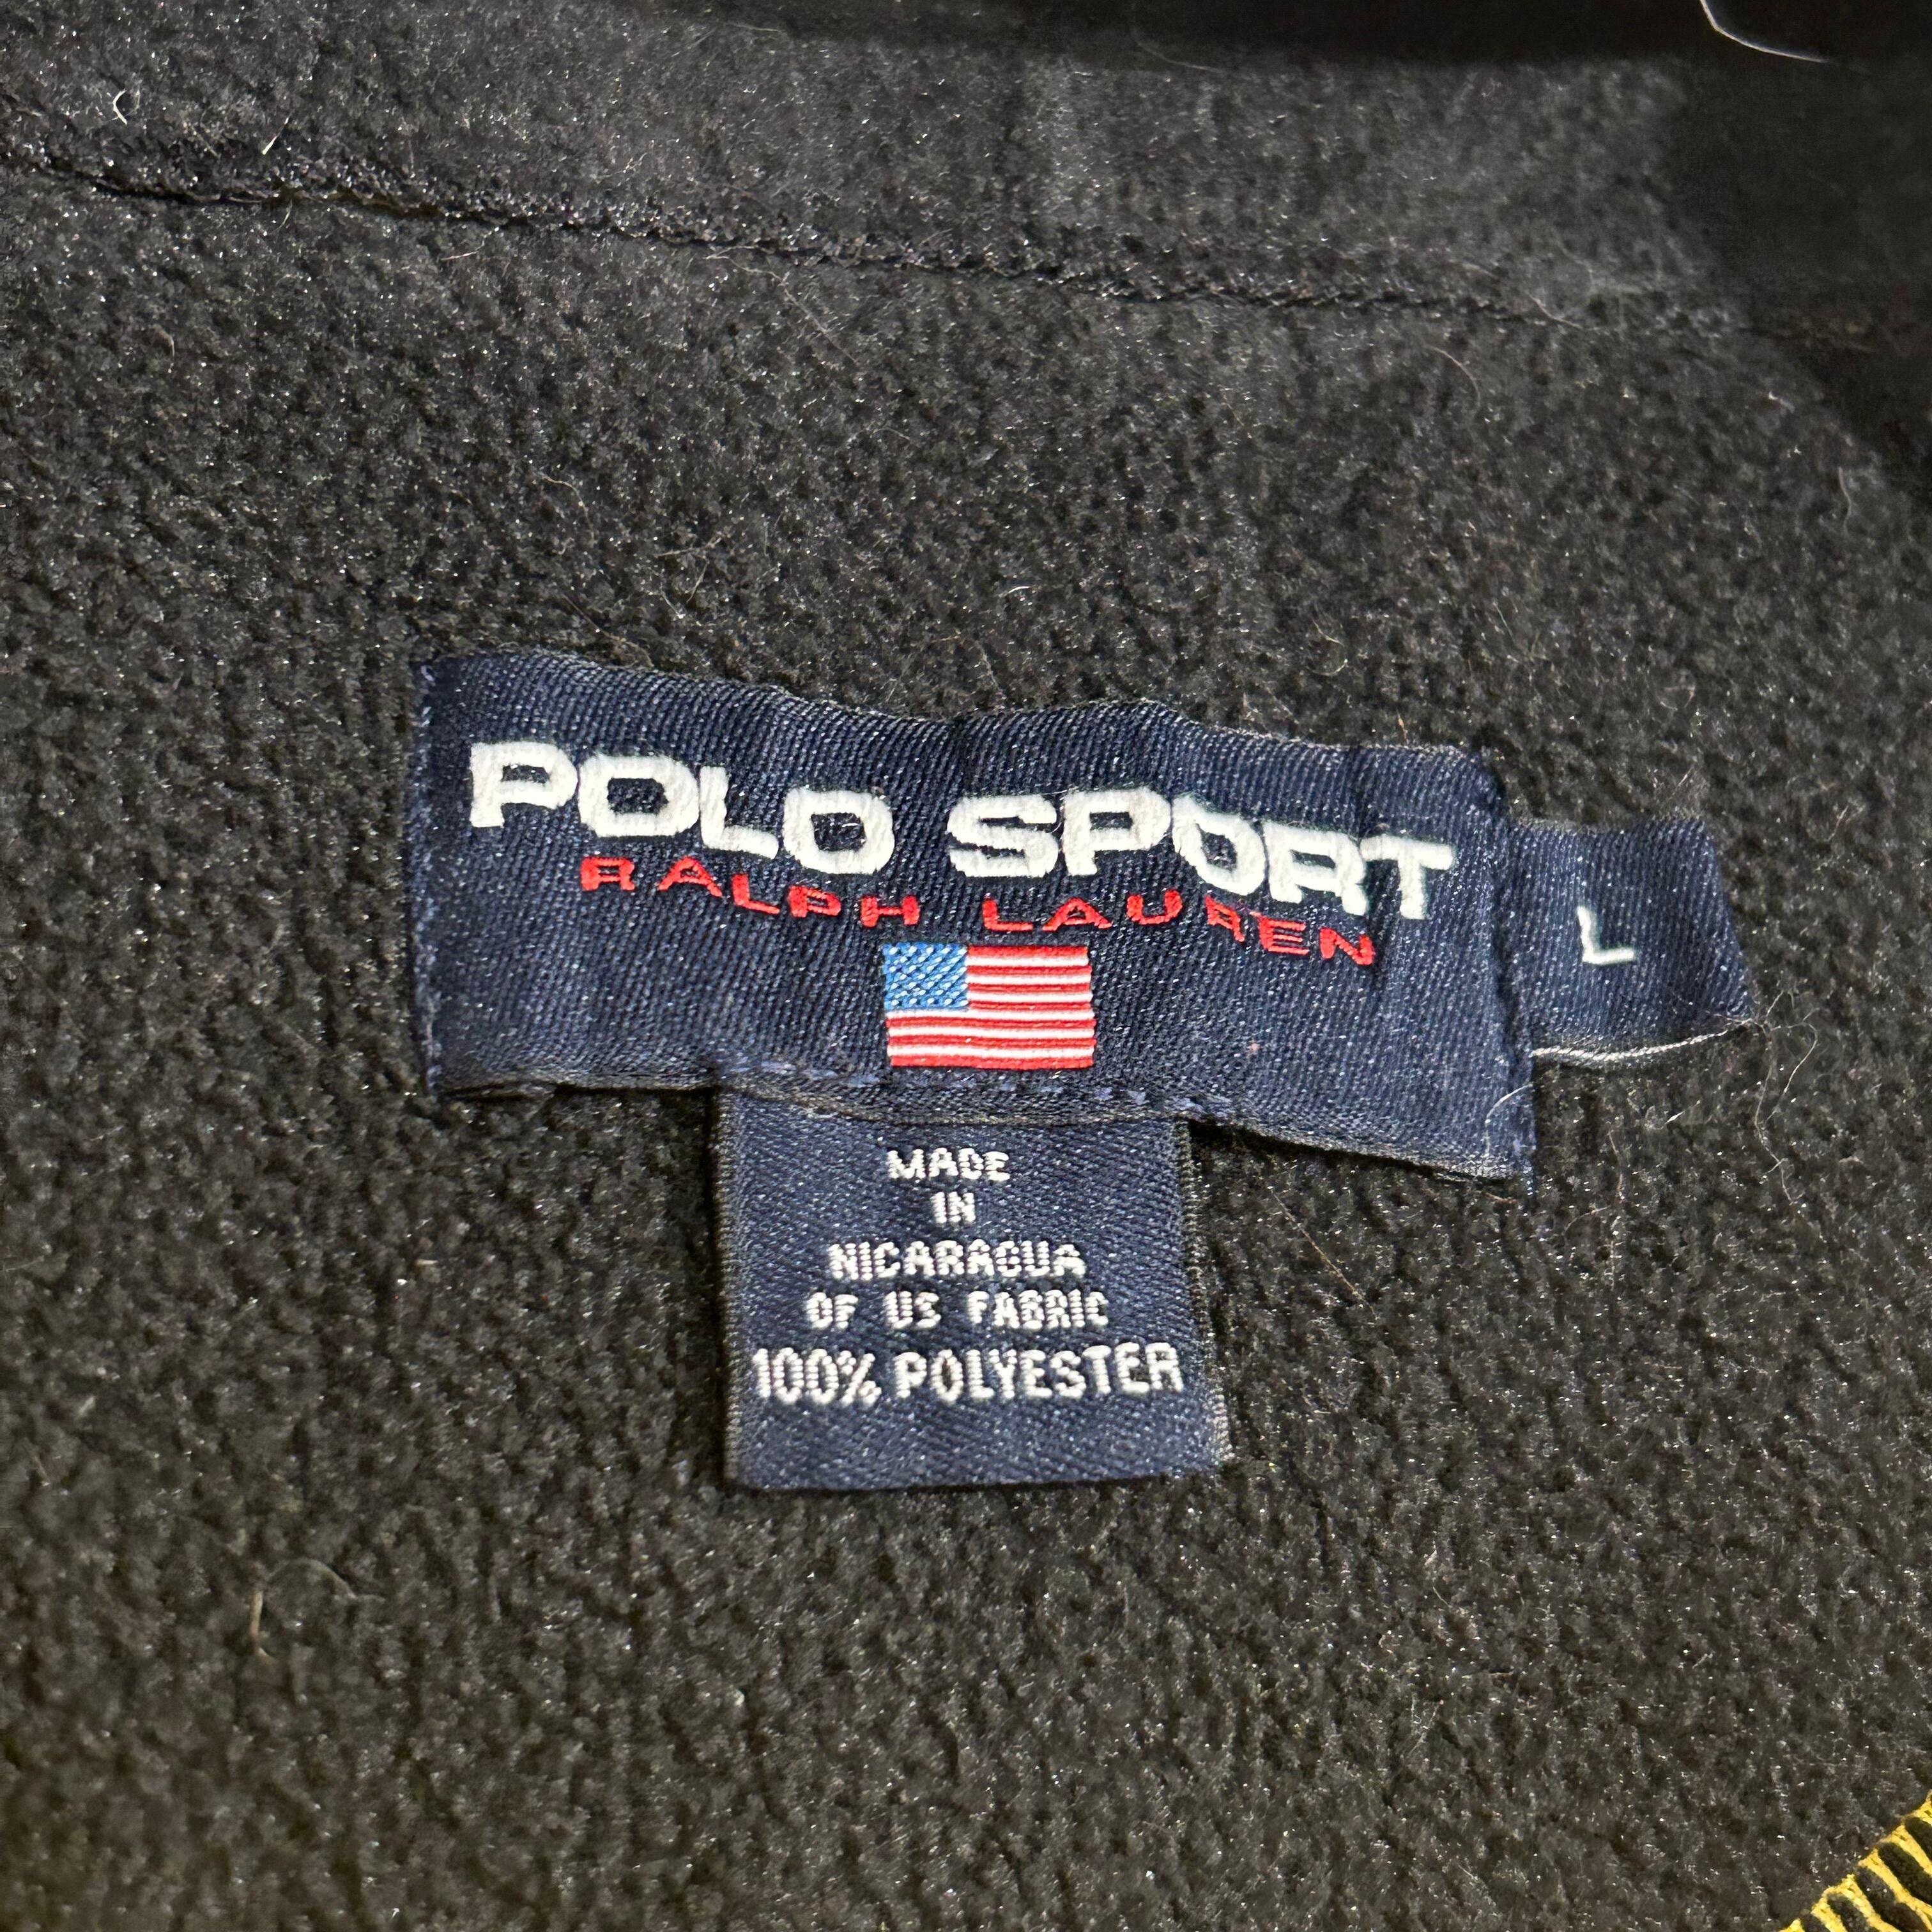 POLO SPORT
RALPH LAUREN
L
MADE
IN
NICARAGUA
OF US FABRIC
100% POLYESTER